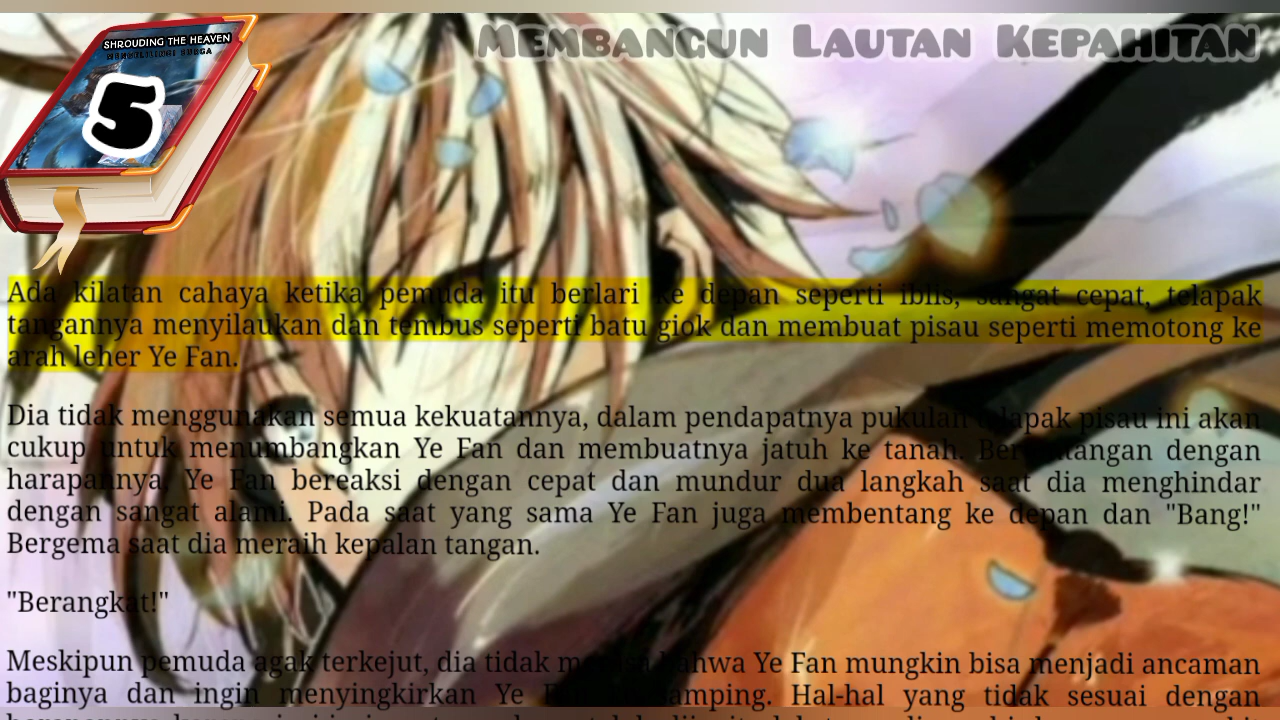 SHROUDING THE HEAVEN
5
MEMBANGUN LAUTAN KEPAHITAN
Ada kilatan cahaya ketika pemuda itu berlari ke depan seperti iblis, sangat cepat, telapak
tangannya menyilaukan dan tembus seperti batu giok dan membuat pisau seperti memotong ke
arah leher Ye Fan.
Dia tidak menggunakan semua kekuatannya, dalam pendapatnya pukulan telapak pisau ini akan
cukup untuk menumbangkan Ye Fan dan membuatnya jatuh ke tanah. Bertentangan dengan
harapannya, Ye Fan bereaksi dengan cepat dan mundur dua langkah saat dia menghindar
dengan sangat alami. Pada saat yang sama Ye Fan juga membentang ke depan dan "Bang!"
Bergema saat dia meraih kepalan tangan.
"Berangkat!"
Meskipun pemuda agak terkejut, dia tidak bahwa Ye Fan mungkin bisa menjadi ancaman
baginya dan ingin menyingkirkan Ye samping. Hal-hal yang tidak sesuai dengan